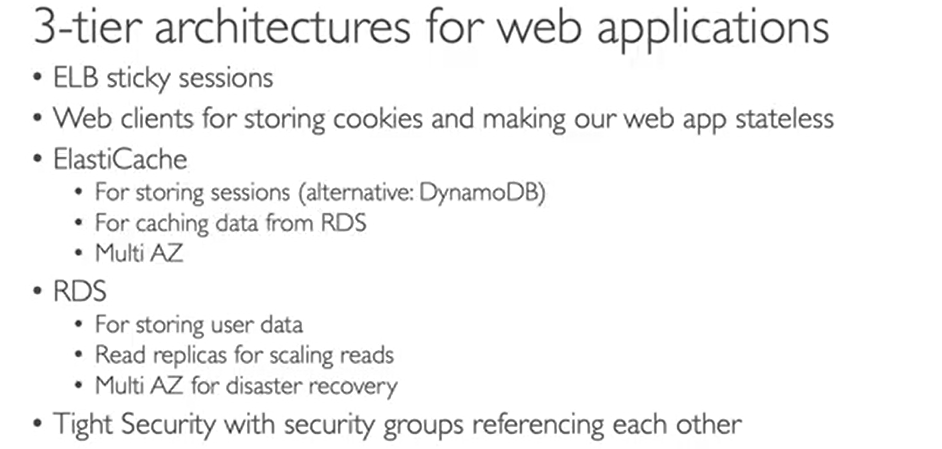 3-tier architectures for web applications
• ELB sticky sessions
• Web clients for storing cookies and making our web app stateless
• ElastiCache
• For storing sessions (alternative: DynamoDB)
• For caching data from RDS
• Multi AZ
• RDS
• For storing user data
• Read replicas for scaling reads
• Multi AZ for disaster recovery
• Tight Security with security groups referencing each other